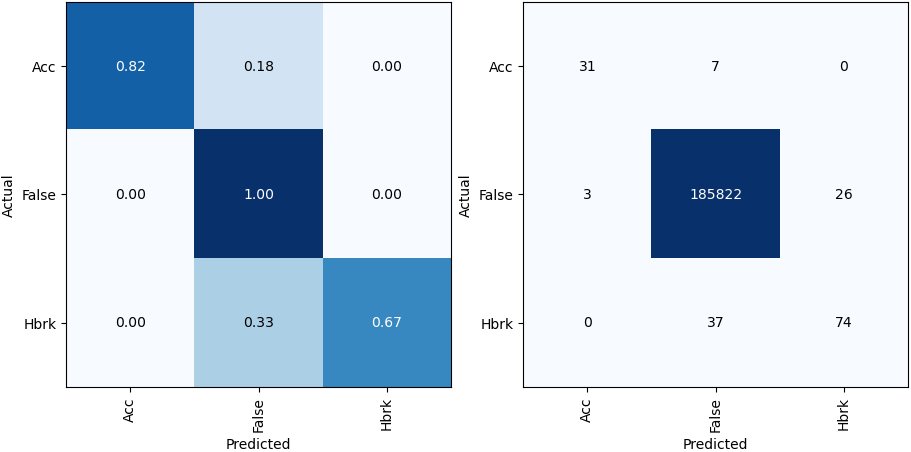 Actual
Acc 0.82 0.18 0.00
False 0.00 1.00 0.00
Hbrk 0.00 0.33 0.67
Acc False Hbrk
Predicted
Actual
Acc 31 7 0
False 3 185822 26
Hbrk 0 37 74
Acc False Hbrk
Predicted